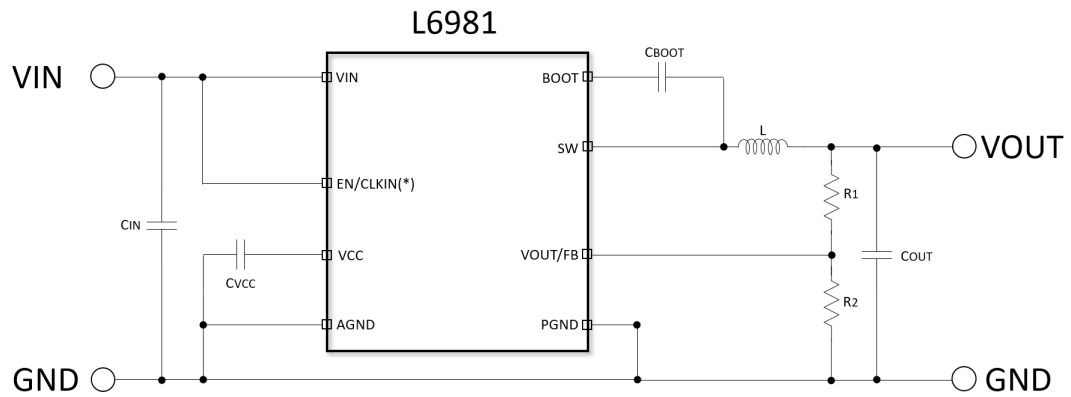 L6981
CBOOT
VIN
VIN
BOOT
L
SW
VOUT
EN/CLKIN(*)
R1
CIN
VCC
VOUT/FB
COUT
CVCC
R2
AGND
PGND
GND
GND